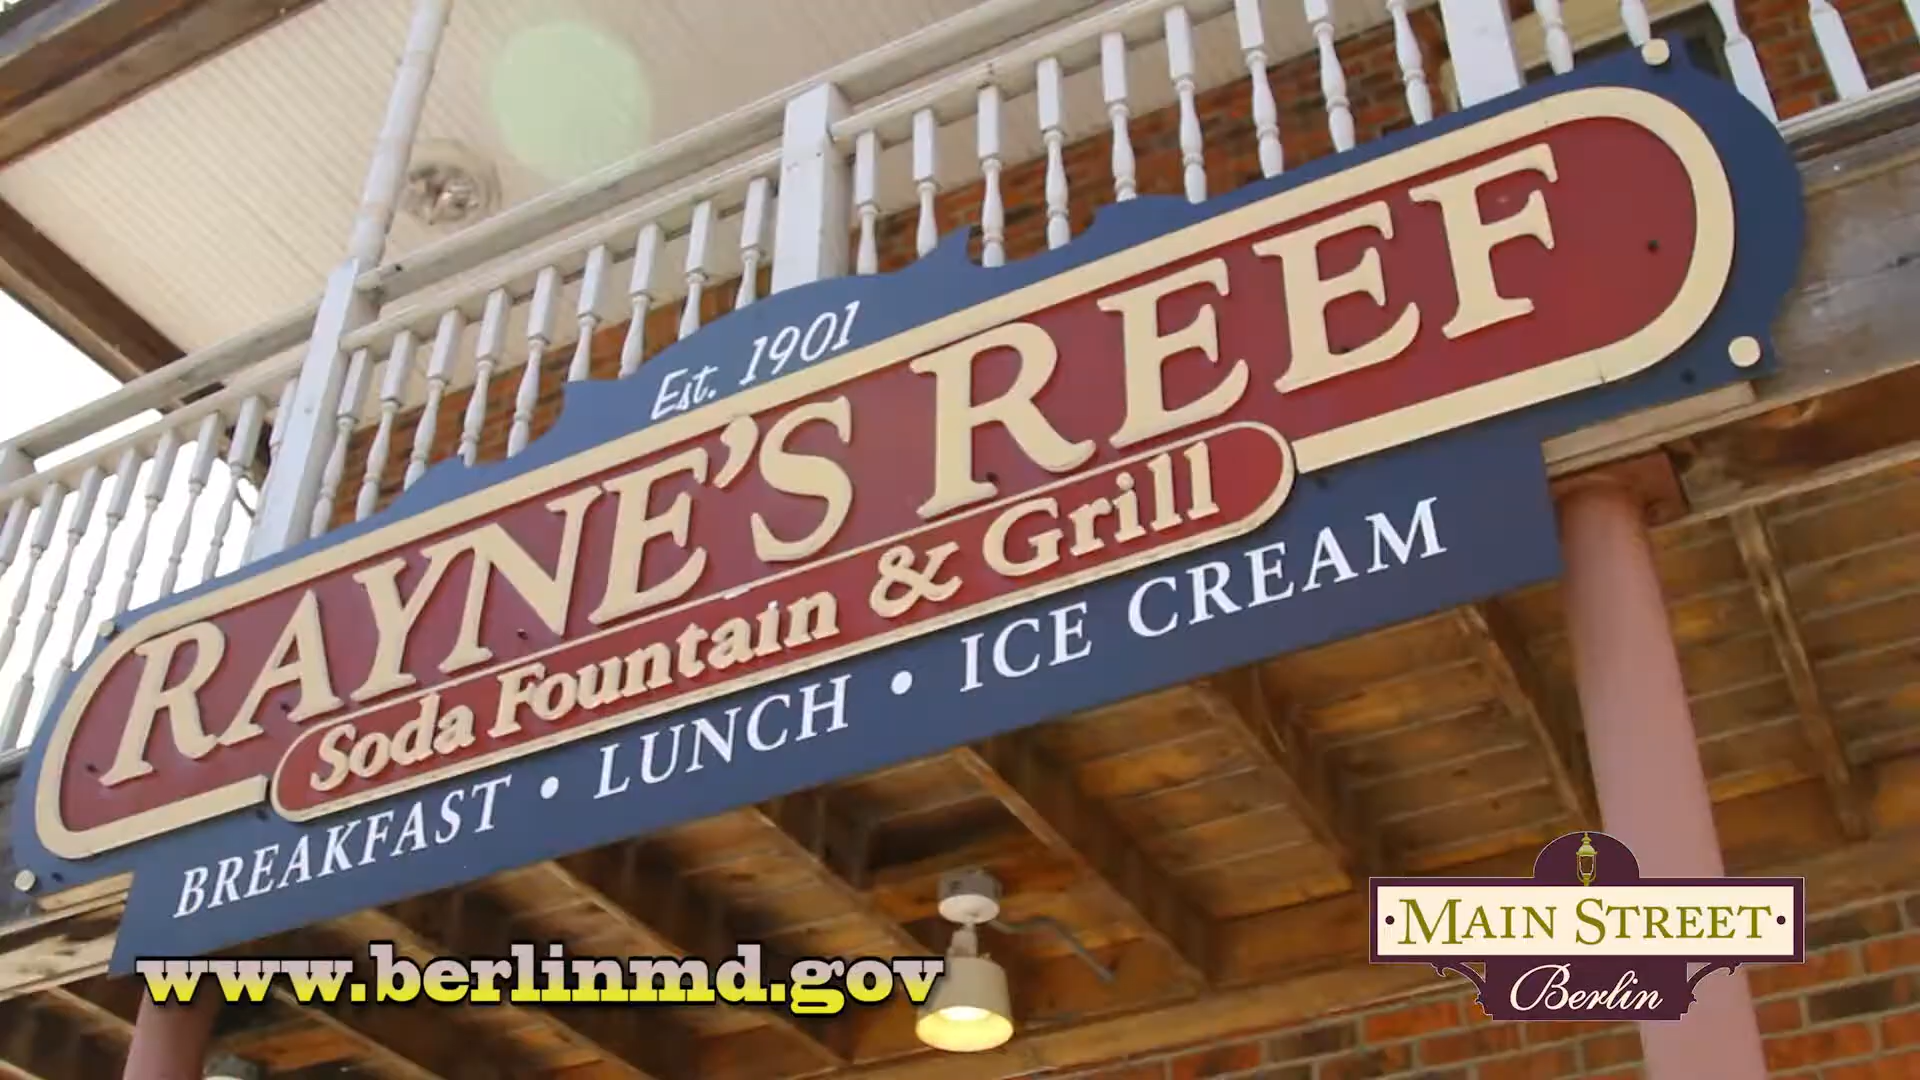 Est. 1901
RAYNE'S REEF
Soda Fountain & Grill
BREAKFAST • LUNCH • ICE CREAM
www.berlinmd.gov
• MAIN STREET •
Berlin